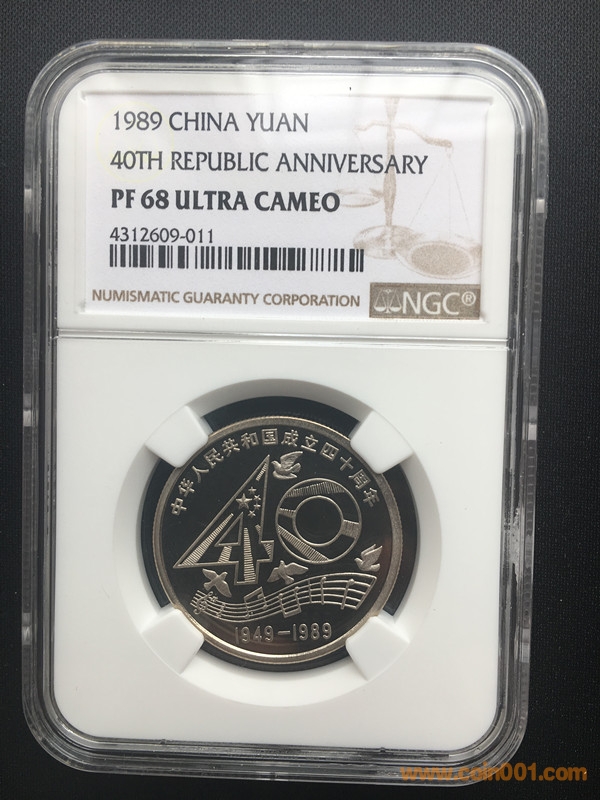 1989 CHINA YUAN
40TH REPUBLIC ANNIVERSARY
PF 68 ULTRA CAMEO
4312609-011
NUMISMATIC GUARANTY CORPORATION
NGC®
中华人民共和国成立四十周年
40
1949-1989
www.coin001.com